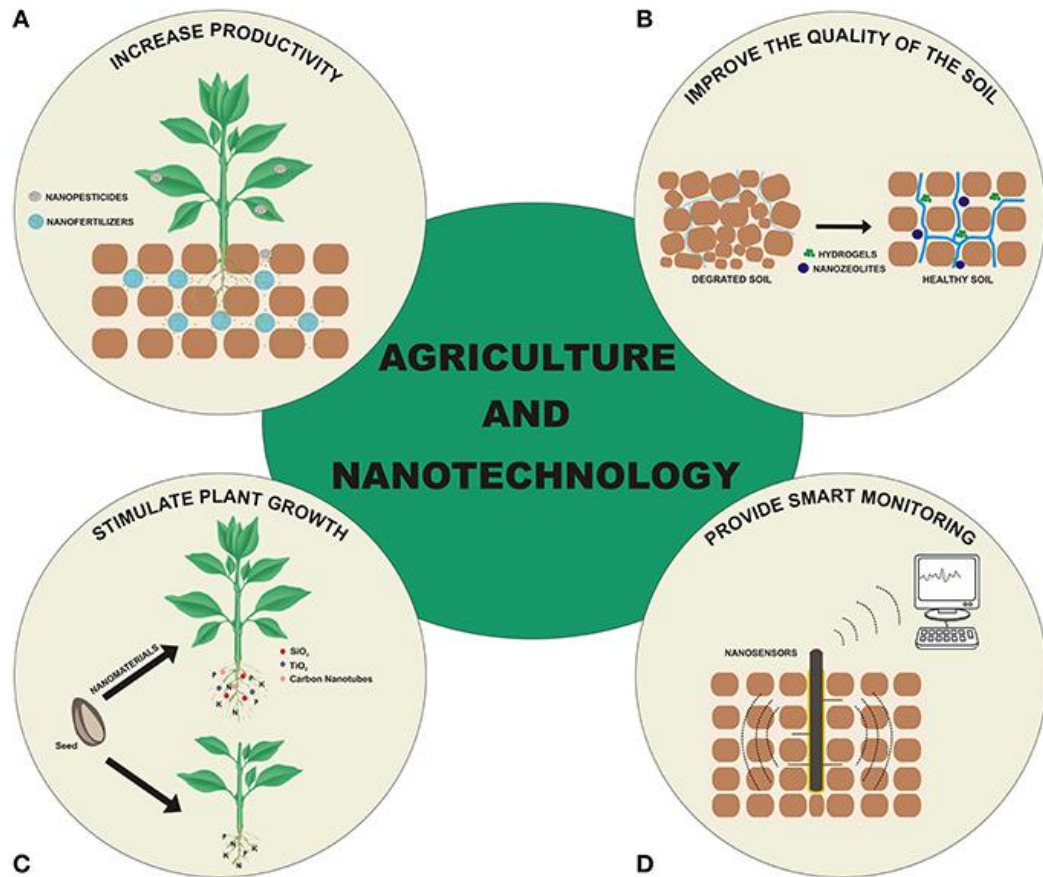 A
INCREASE PRODUCTIVITY
NANOPESTICIDES
NANOFERTILIZERS
B
IMPROVE THE QUALITY OF THE SOIL
HYDROGELS
NANOZEOLITES
DEGRATED SOIL
HEALTHY SOIL
AGRICULTURE
AND
NANOTECHNOLOGY
STIMULATE PLANT GROWTH
NANOMATERIALS
SiO₂
TiO₂
Carbon Nanotubes
P
K
N
P
K
K
P
N
Seed
P
K
K
P
N
C
PROVIDE SMART MONITORING
NANOSENSORS
D